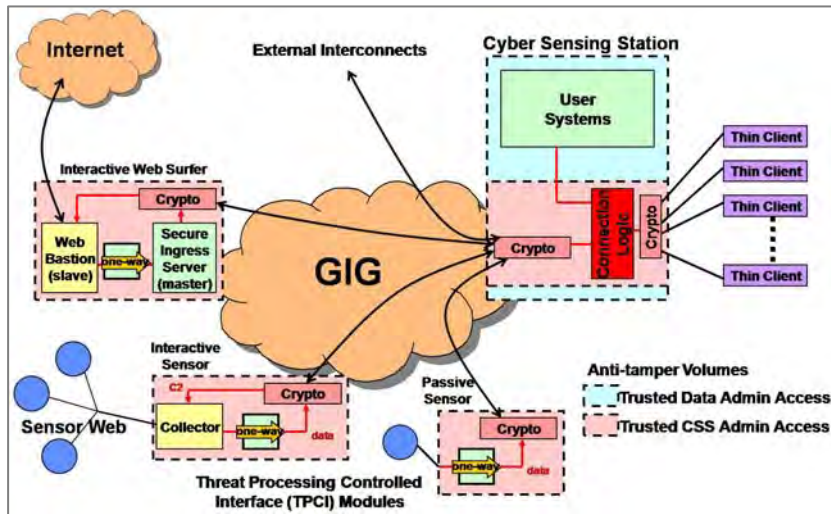 Internet
External Interconnects
Cyber Sensing Station
User
Systems
Thin Client
Thin Client
Thin Client
Thin Client
Connection
Logic
Crypto
Crypto
Interactive Web Surfer
Crypto
Web
Bastion
(slave)
one-way
Secure
Ingress
Server
(master)
GIG
Interactive
Sensor
C2
Crypto
Collector
one-way
data
Sensor Web
Passive
Sensor
Crypto
one-way
data
Anti-tamper Volumes
Trusted Data Admin Access
Trusted CSS Admin Access
Threat Processing Controlled
Interface (TPCI) Modules